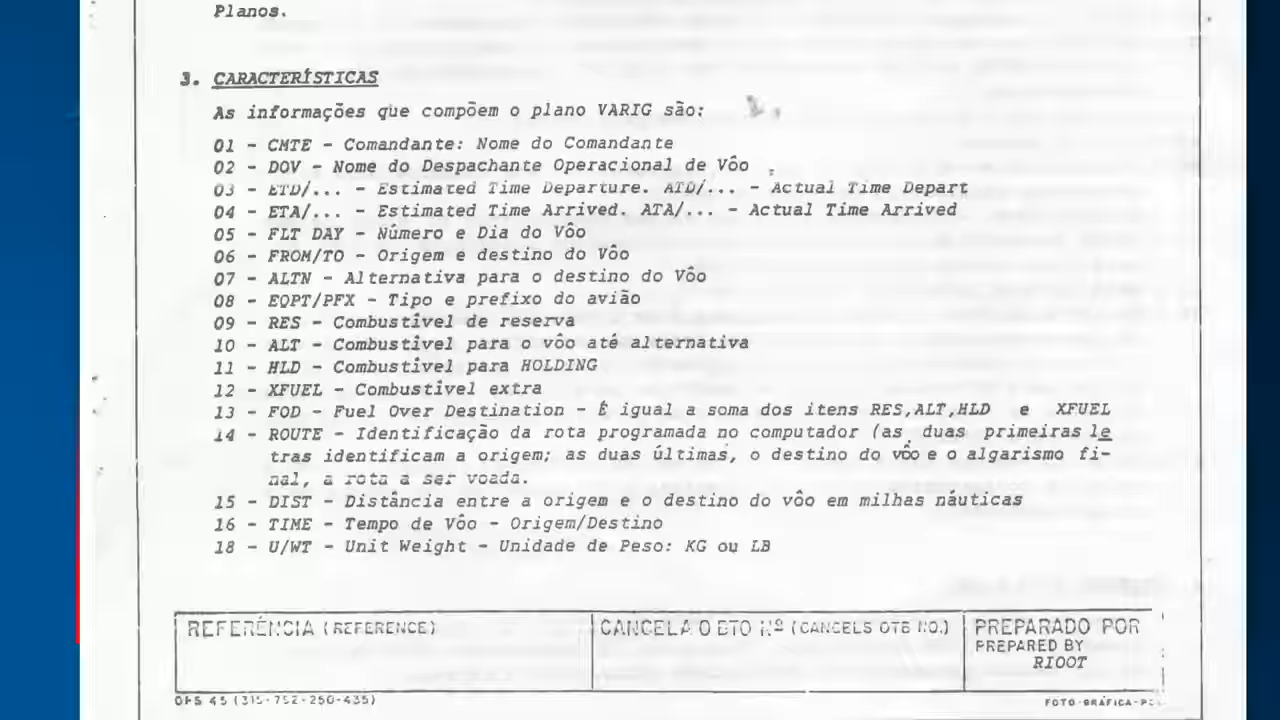 Planos.
3. CARACTERÍSTICAS
As informações que compõem o plano VARIG são:
01 - CMTE - Comandante: Nome do Comandante
02 - DOV - Nome do Despachante Operacional de Vôo
03 - ETD/... - Estimated Time Departure. ATD/... - Actual Time Depart
04 - ETA/... - Estimated Time Arrived. ATA/... - Actual Time Arrived
05 - FLT DAY - Número e Dia do Vôo
06 - FROM/TO - Origem e destino do Vôo
07 - ALTN - Alternativa para o destino do Vôo
08 - EQPT/PFX - Tipo e prefixo do avião
09 - RES - Combustível de reserva
10 - ALT - Combustível para o vôo até alternativa
11 - HLD - Combustível para HOLDING
12 - XFUEL - Combustível extra
13 - FOD - Fuel Over Destination - É igual a soma dos itens RES,ALT,HLD e XFUEL
14 - ROUTE - Identificação da rota programada no computador (as duas primeiras le
tras identificam a origem; as duas últimas, o destino do vôo e o algarismo fi-
nal, a rota a ser voada.
15 - DIST - Distância entre a origem e o destino do vôo em milhas náuticas
16 - TIME - Tempo de Vôo - Origem/Destino
18 - U/WT - Unit Weight - Unidade de Peso: KG ou LB
REFERÊNCIA (REFERENCE)
CANCELA O BTO Nº (CANCELS OTB NO.)
PREPARADO POR
PREPARED BY
RIOOT
OPS 45 (315-752-250-435)
FOTO-GRÁFICA-